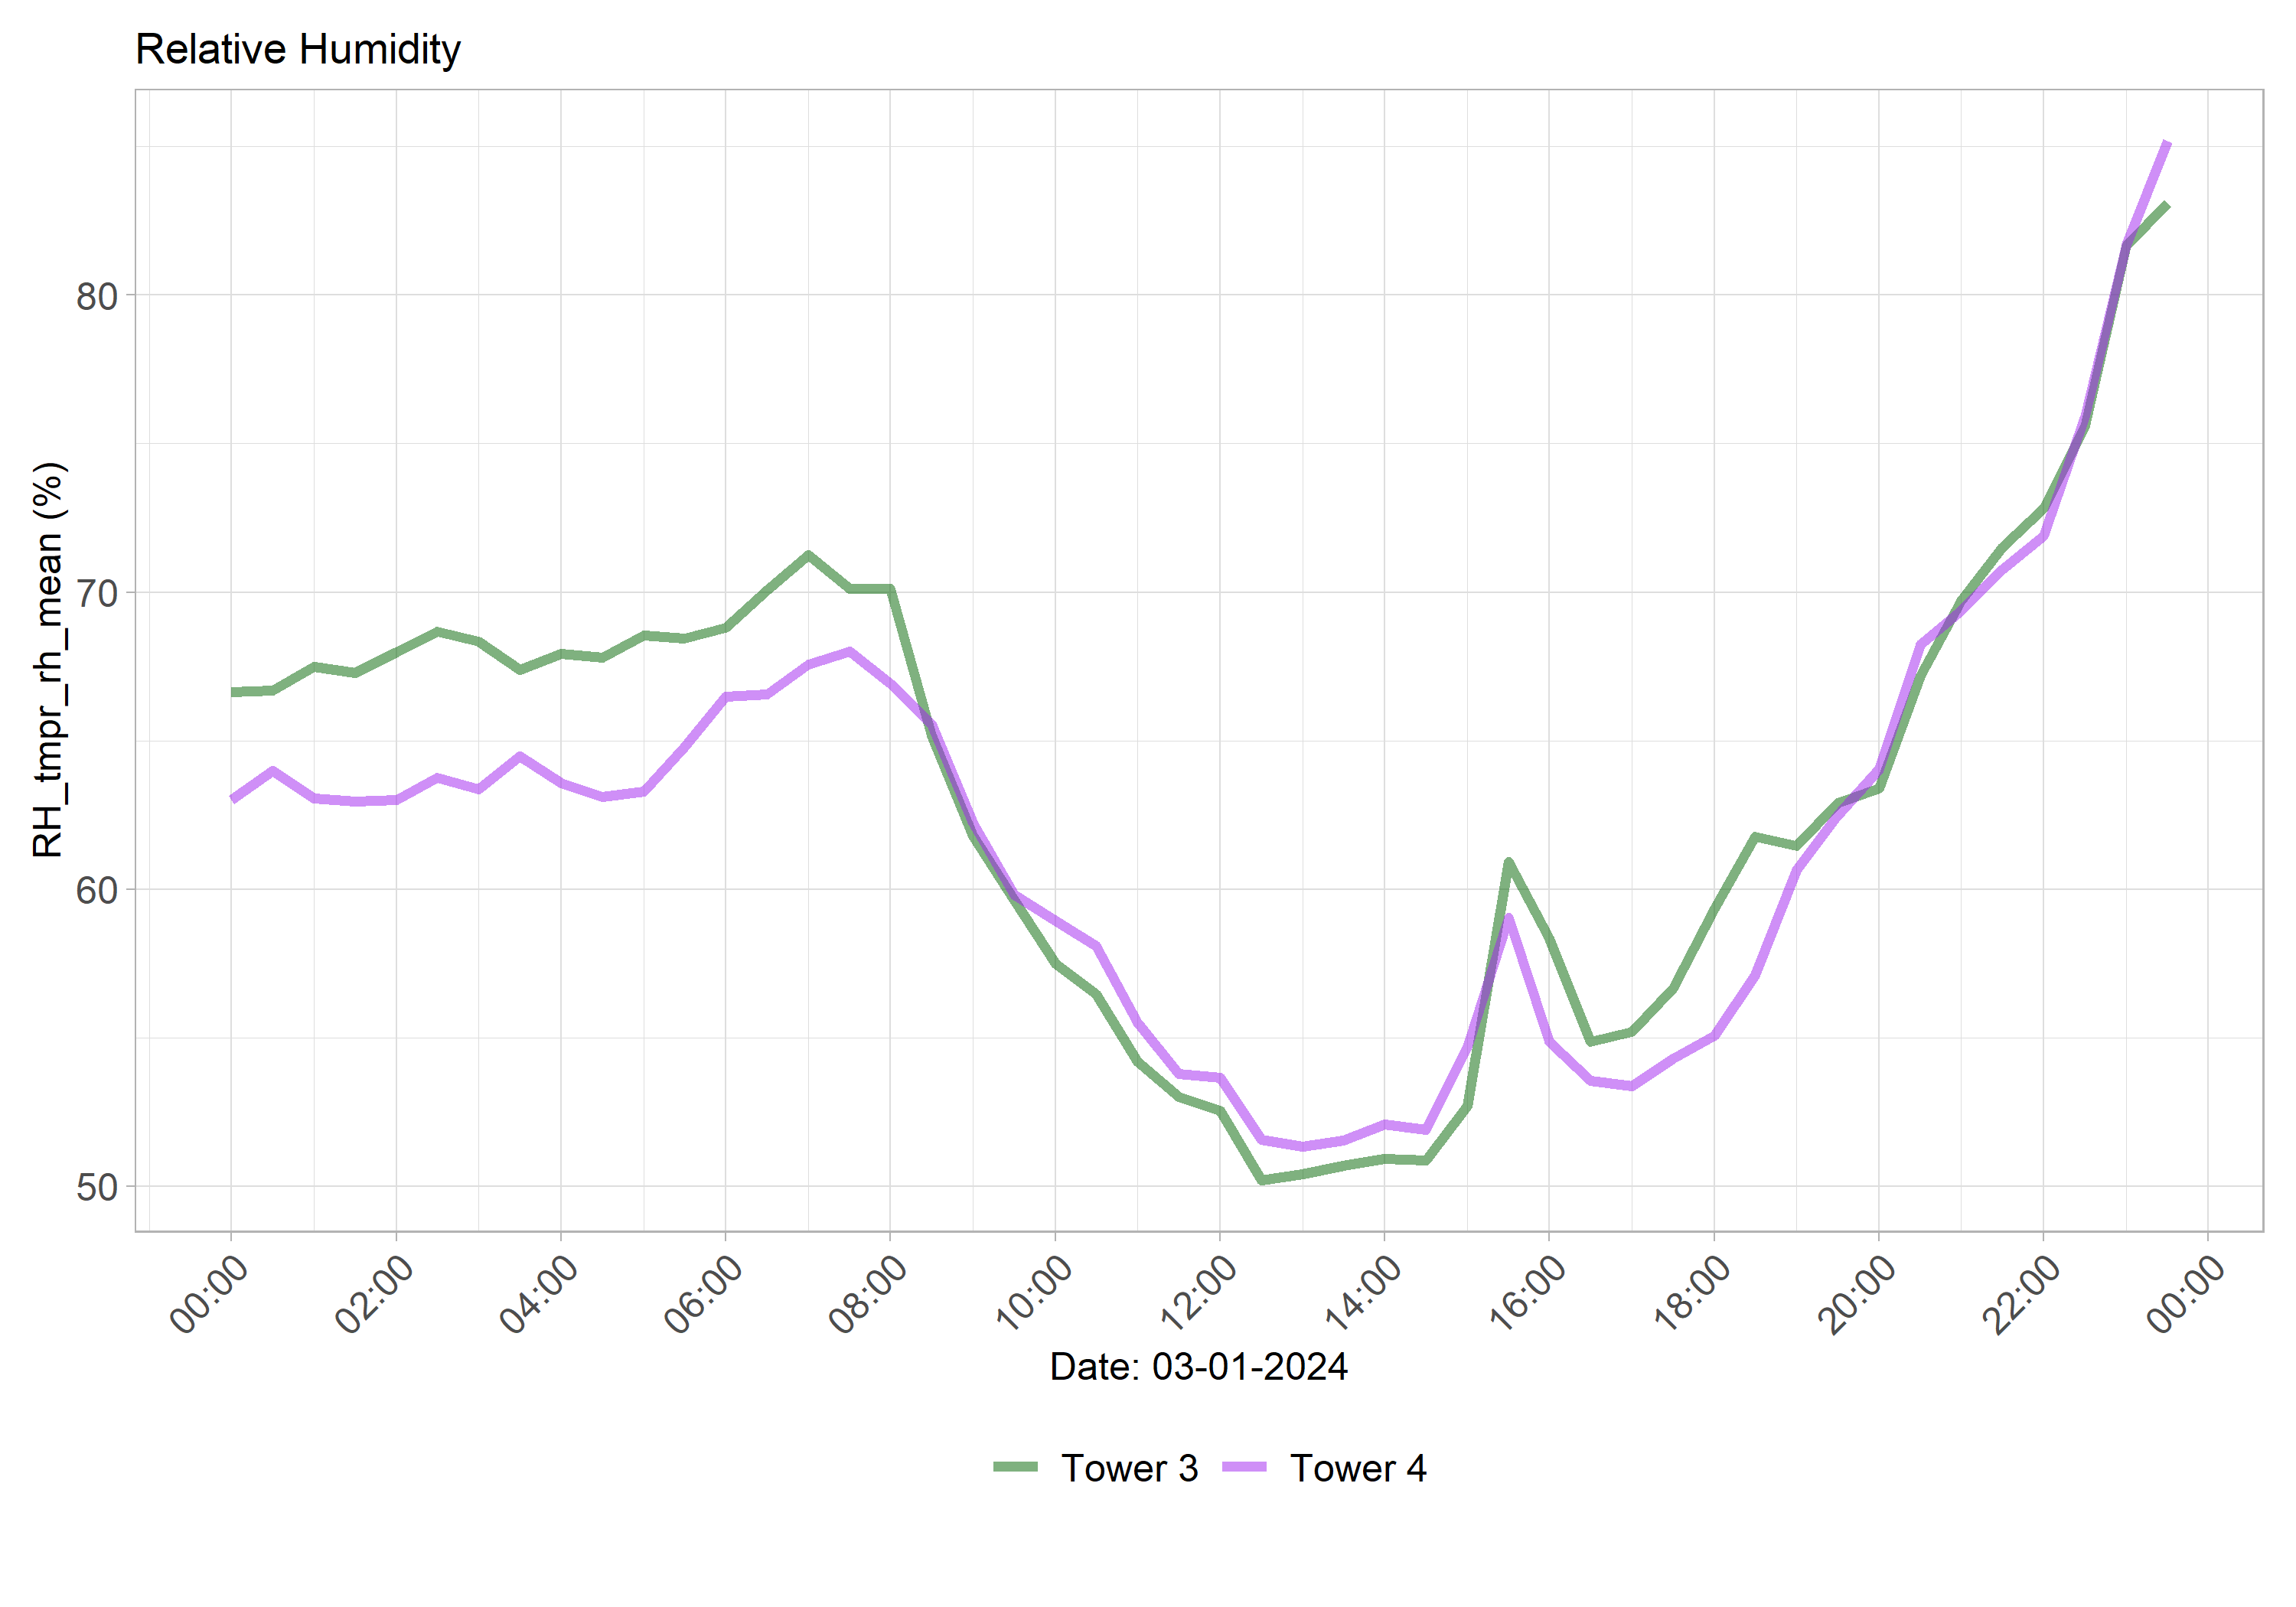 Relative Humidity
RH_tmpr_rh_mean (%)
80
70
60
50
00:00 02:00 04:00 06:00 08:00 10:00 12:00 14:00 16:00 18:00 20:00 22:00 00:00
Date: 03-01-2024
Tower 3 Tower 4